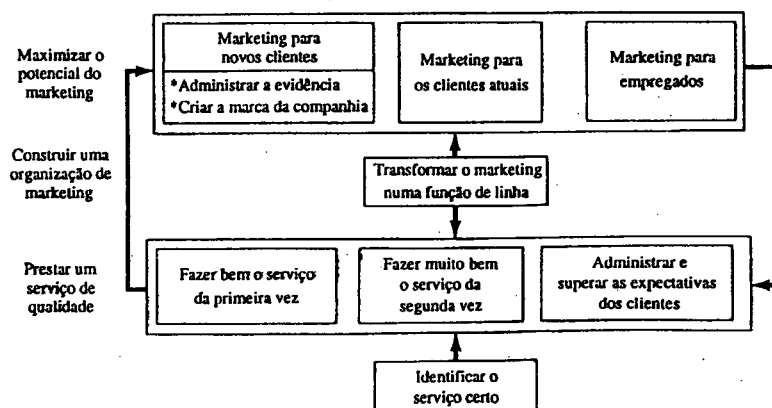 Maximizar o
potencial do
marketing
Marketing para
novos clientes
*Administrar a evidência
*Criar a marca da companhia
Marketing para
os clientes atuais
Marketing para
empregados
Construir uma
organização de
marketing
Transformar o marketing
numa função de linha
Prestar um
serviço de
qualidade
Fazer bem o serviço
da primeira vez
Fazer muito bem
o serviço da
segunda vez
Administrar e
superar as expectativas
dos clientes
Identificar o
serviço certo